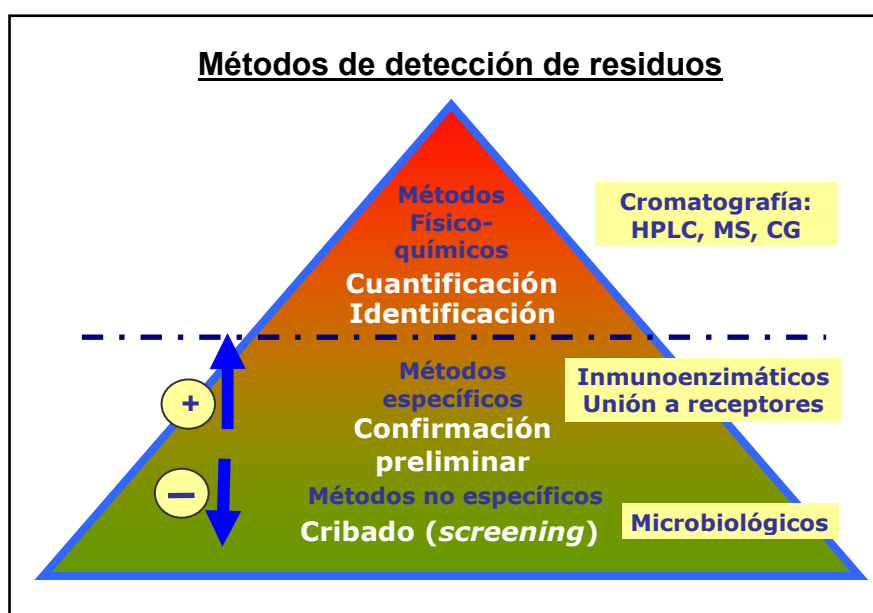 Métodos de detección de residuos
Métodos
Físico-
químicos
Cuantificación
Identificación
Cromatografía:
HPLC, MS, CG
Métodos
específicos
Confirmación
preliminar
Inmunoenzimáticos
Unión a receptores
+
−
Métodos no específicos
Cribado (screening)
Microbiológicos